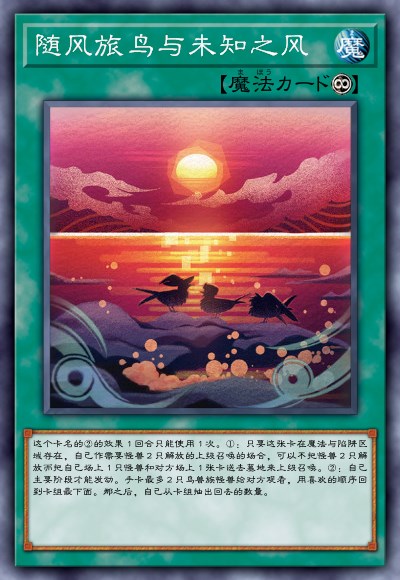 随风旅鸟与未知之风
魔
【魔法カード】
ま ほう
这个卡名的②的效果1回合只能使用1次。①：只要这张卡在魔法与陷阱区
域存在，自己作需要怪兽2只解放的上级召唤的场合，可以不把怪兽2只解
放而把自己场上1只怪兽和对方场上1张卡送去墓地来上级召唤。②：自己
主要阶段才能发动。手卡最多2只鸟兽族怪兽给对方观看，用喜欢的顺序回
到卡组最下面。那之后，自己从卡组抽出回去的数量。